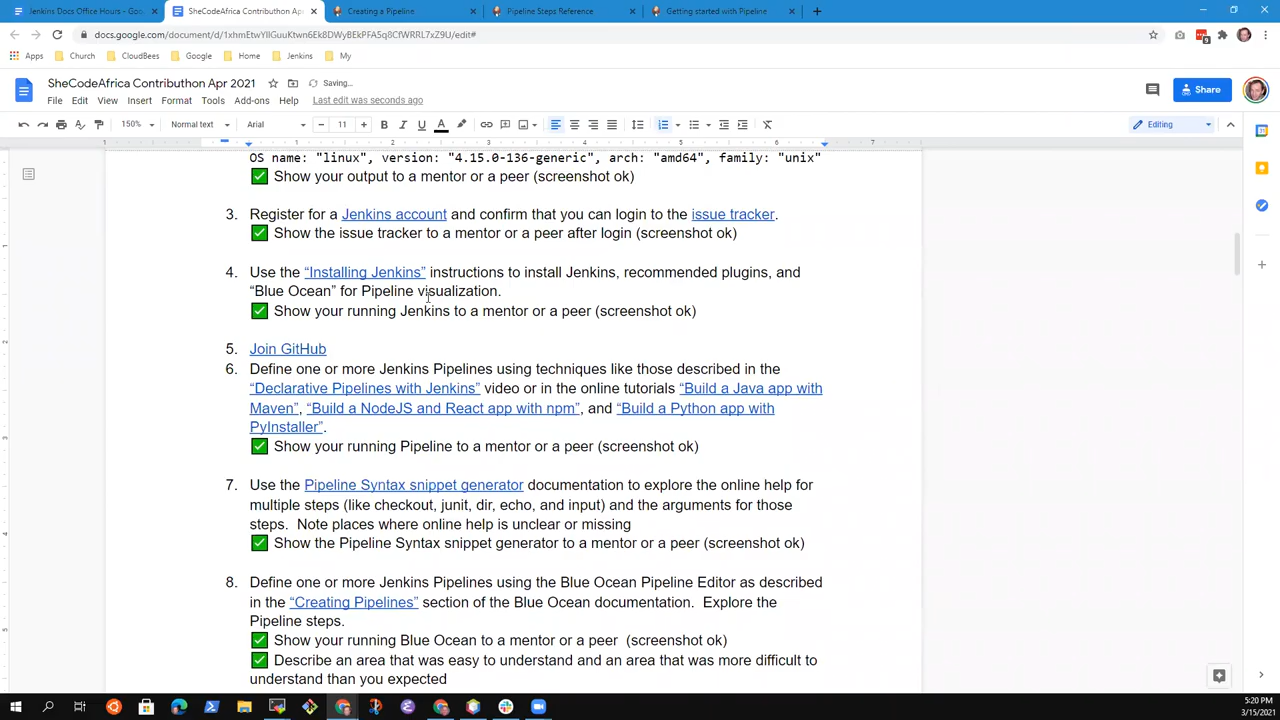 Jenkins Docs Office Hours - Goo
SheCodeAfrica Contributhon Ap
Creating a Pipeline
Pipeline Steps Reference
Getting started with Pipeline
Apps
Church
CloudBees
Google
Home
Jenkins
My
SheCodeAfrica Contributhon Apr 2021
Saving...
File Edit View Insert Format Tools Add-ons Help Last edit was seconds ago
Share
150% Normal text Arial 11 Editing
1 1 2 3 4 5 6 7
OS name: "linux", version: "4.15.0-136-generic", arch: "amd64", family: "unix"
✅ Show your output to a mentor or a peer (screenshot ok)
3. Register for a Jenkins account and confirm that you can login to the issue tracker.
✅ Show the issue tracker to a mentor or a peer after login (screenshot ok)
4. Use the “Installing Jenkins” instructions to install Jenkins, recommended plugins, and
“Blue Ocean” for Pipeline visualization.
✅ Show your running Jenkins to a mentor or a peer (screenshot ok)
5. Join GitHub
6. Define one or more Jenkins Pipelines using techniques like those described in the
“Declarative Pipelines with Jenkins” video or in the online tutorials “Build a Java app with
Maven”, “Build a NodeJS and React app with npm”, and “Build a Python app with
PyInstaller”.
✅ Show your running Pipeline to a mentor or a peer (screenshot ok)
7. Use the Pipeline Syntax snippet generator documentation to explore the online help for
multiple steps (like checkout, junit, dir, echo, and input) and the arguments for those
steps.  Note places where online help is unclear or missing
✅ Show the Pipeline Syntax snippet generator to a mentor or a peer (screenshot ok)
8. Define one or more Jenkins Pipelines using the Blue Ocean Pipeline Editor as described
in the “Creating Pipelines” section of the Blue Ocean documentation.  Explore the
Pipeline steps.
✅ Show your running Blue Ocean to a mentor or a peer  (screenshot ok)
✅ Describe an area that was easy to understand and an area that was more difficult to
understand than you expected
5:20 PM
3/15/2021